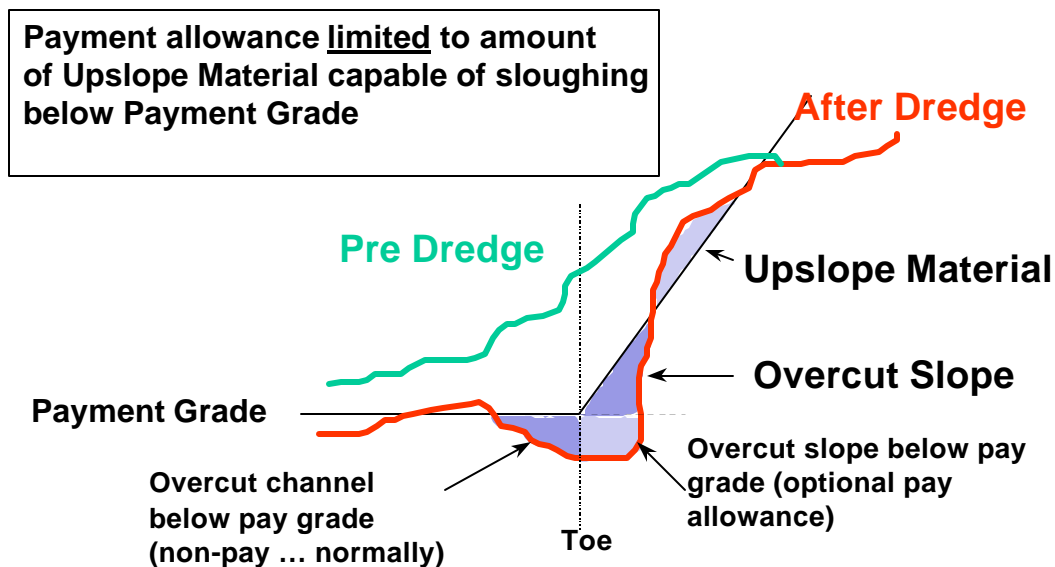 Payment allowance limited to amount
of Upslope Material capable of sloughing
below Payment Grade
After Dredge
Pre Dredge
Upslope Material
Overcut Slope
Payment Grade
Overcut channel
below pay grade
(non-pay ... normally)
Overcut slope below pay
grade (optional pay
allowance)
Toe